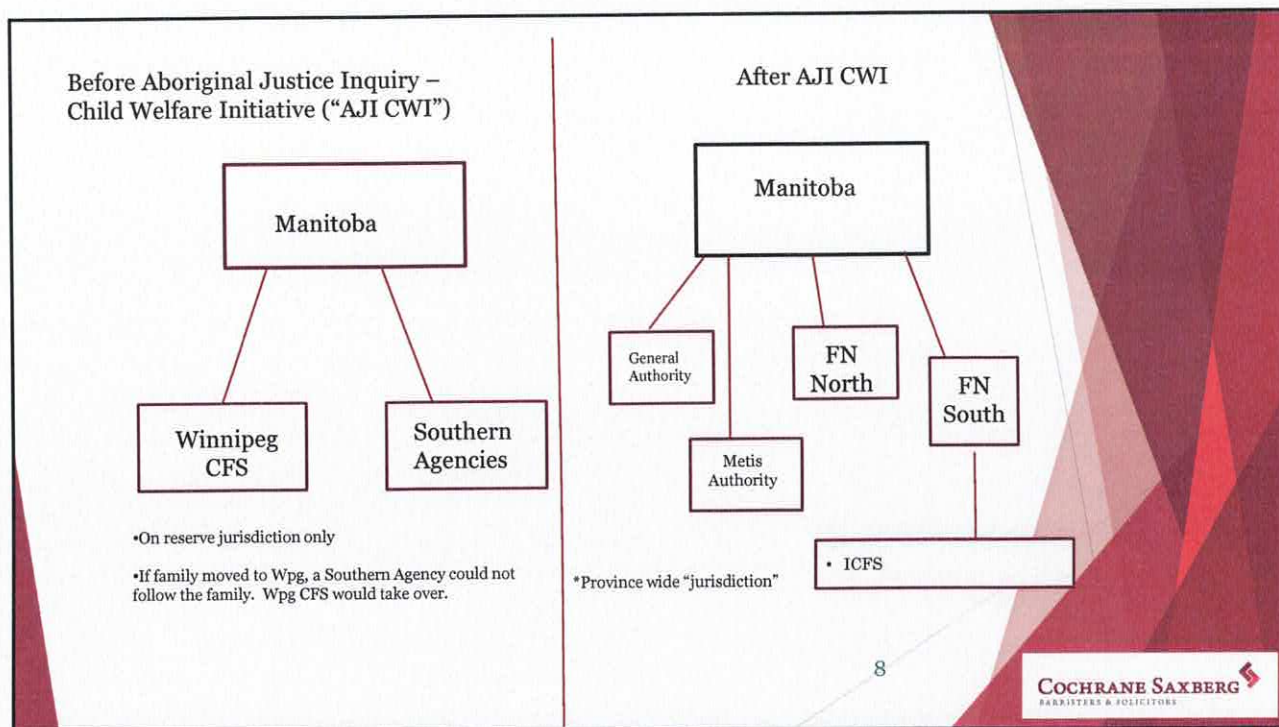 Before Aboriginal Justice Inquiry –
Child Welfare Initiative ("AJI CWI")
Manitoba
Winnipeg
CFS
Southern
Agencies
•On reserve jurisdiction only
•If family moved to Wpg, a Southern Agency could not
follow the family. Wpg CFS would take over.
After AJI CWI
Manitoba
General
Authority
Metis
Authority
FN
North
FN
South
• ICFS
*Province wide "jurisdiction"
8
COCHRANE SAXBERG
BARRISTERS & SOLICITORS